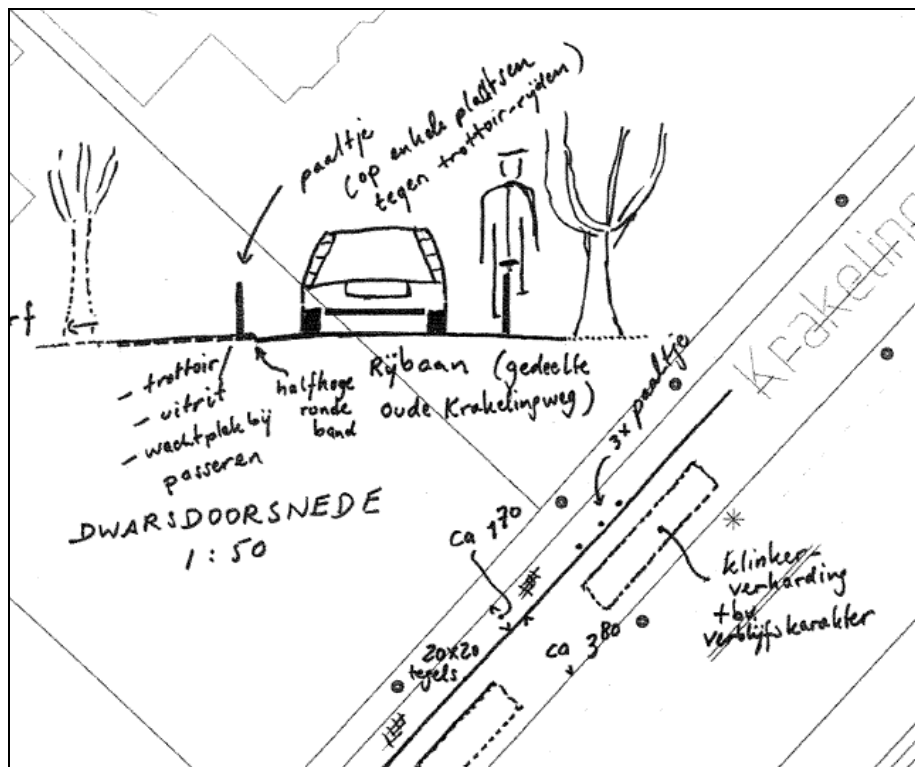 paaltje
(op enkele plaatsen
tegen trottoir-rijden)
rf
- trottoir
- uitrit
- wachtplek bij
passeren
halfhoge
ronde
band
Rijbaan (gedeelte
oude Krakelingweg)
DWARSDOORSNEDE
1:50
3x paaltje
Krakeling
ca 1⁷⁰
20x20
tegels
ca 3⁸⁰
klinker-
verharding
tbv
verblijfskarakter